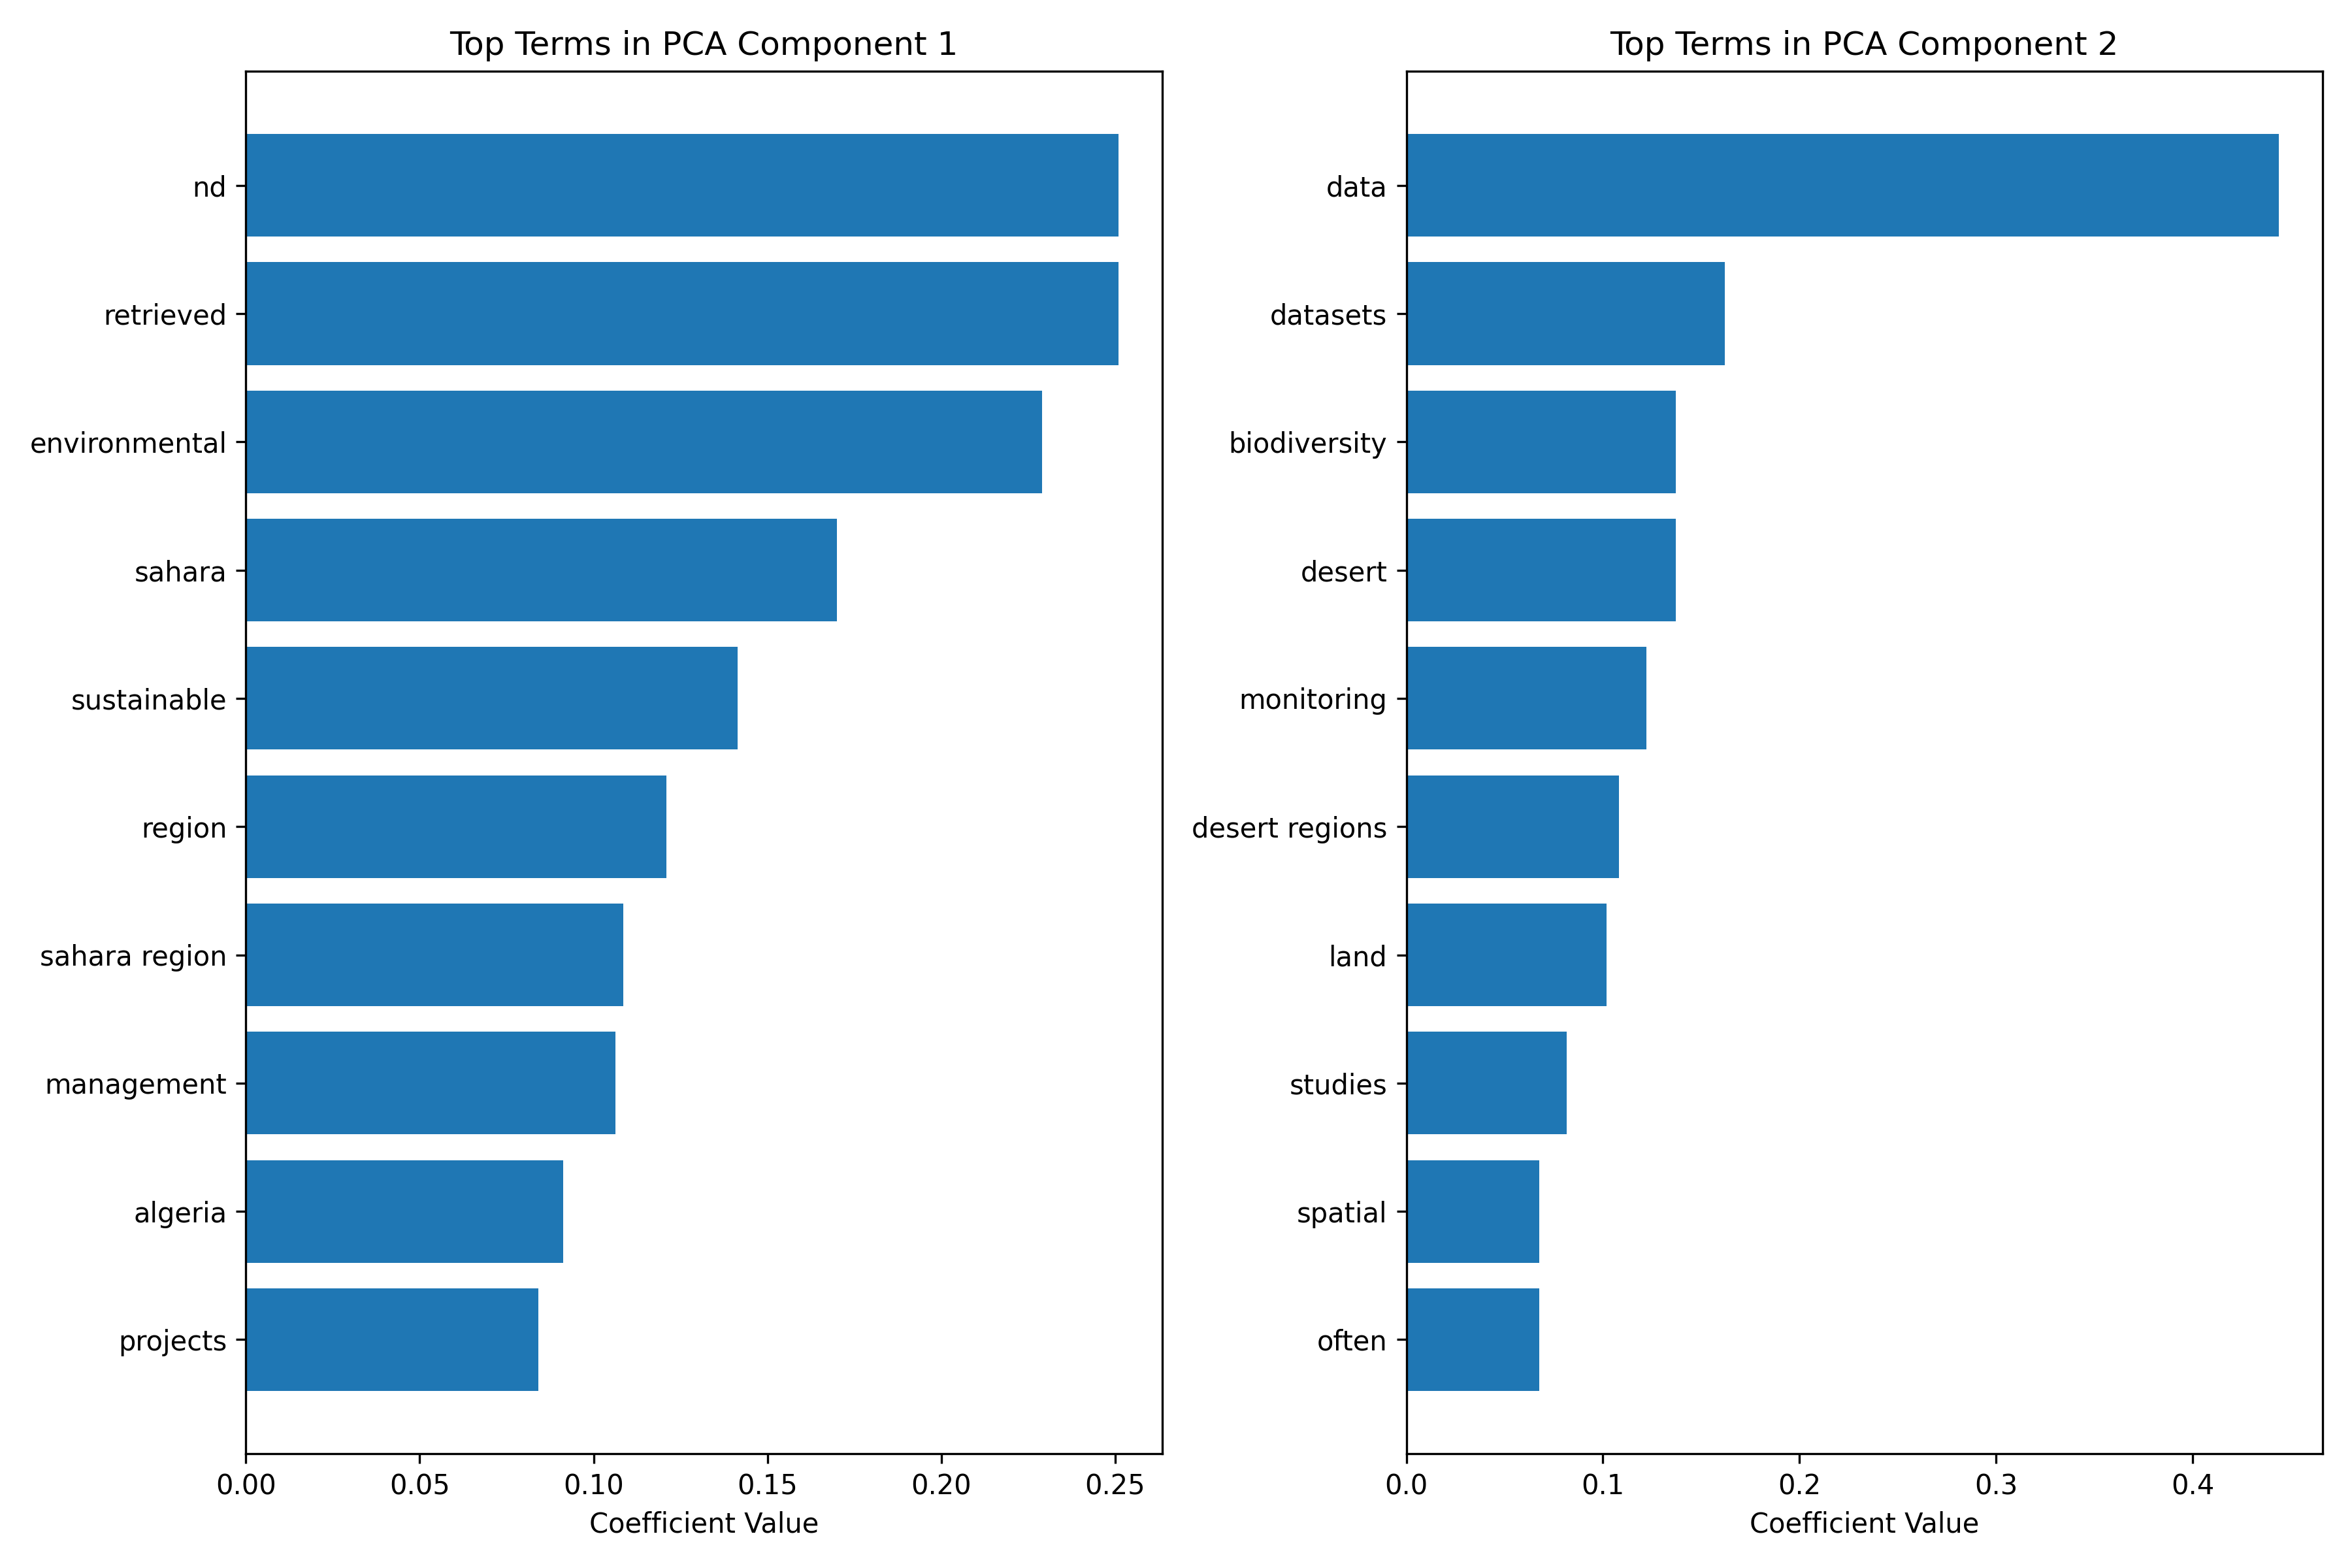 Top Terms in PCA Component 1
nd
retrieved
environmental
sahara
sustainable
region
sahara region
management
algeria
projects
0.00 0.05 0.10 0.15 0.20 0.25
Coefficient Value
Top Terms in PCA Component 2
data
datasets
biodiversity
desert
monitoring
desert regions
land
studies
spatial
often
0.0 0.1 0.2 0.3 0.4
Coefficient Value